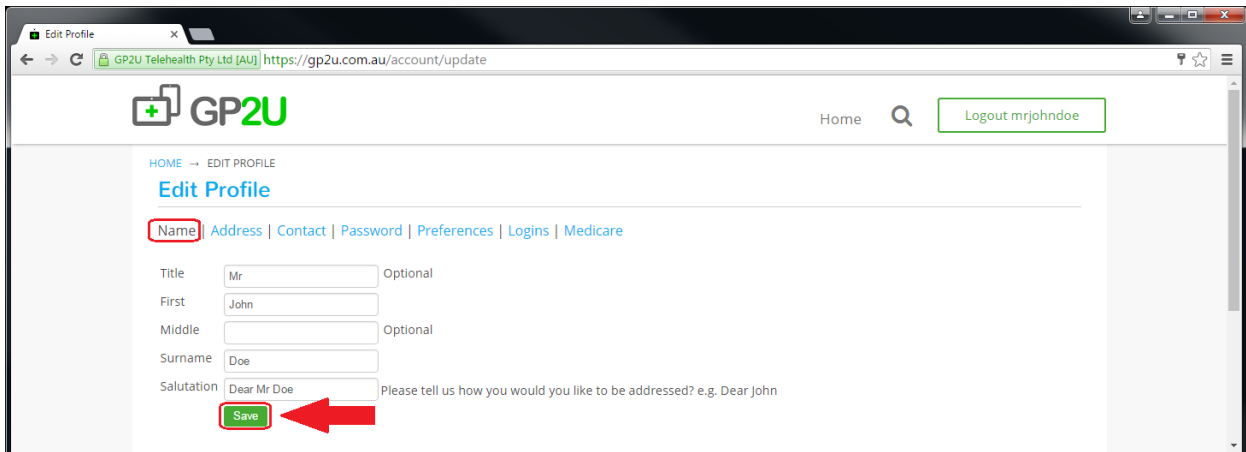 Edit Profile
GP2U Telehealth Pty Ltd [AU] https://gp2u.com.au/account/update
GP2U
Home
Logout mrjohndoe
HOME → EDIT PROFILE
Edit Profile
Name | Address | Contact | Password | Preferences | Logins | Medicare
Title Mr Optional
First John
Middle Optional
Surname Doe
Salutation Dear Mr Doe Please tell us how you would you like to be addressed? e.g. Dear John
Save